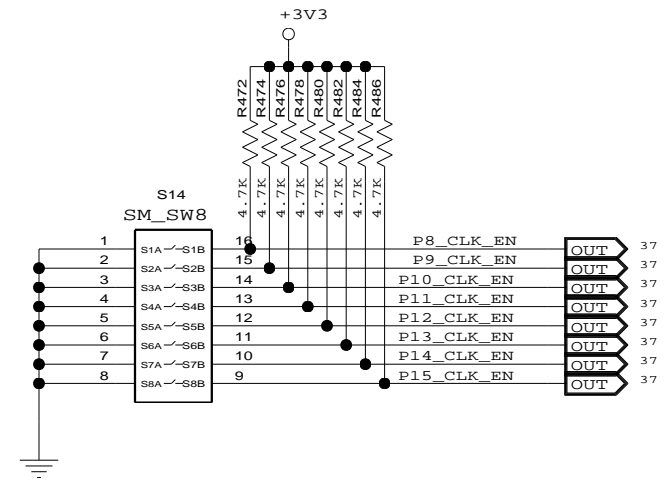 +3V3
R472
R474
R476
R478
R480
R482
R484
R486
4.7K
4.7K
4.7K
4.7K
4.7K
4.7K
4.7K
4.7K
S14
SM_SW8
1 S1A S1B 16 P8_CLK_EN OUT 37
2 S2A S2B 15 P9_CLK_EN OUT 37
3 S3A S3B 14 P10_CLK_EN OUT 37
4 S4A S4B 13 P11_CLK_EN OUT 37
5 S5A S5B 12 P12_CLK_EN OUT 37
6 S6A S6B 11 P13_CLK_EN OUT 37
7 S7A S7B 10 P14_CLK_EN OUT 37
8 S8A S8B 9 P15_CLK_EN OUT 37